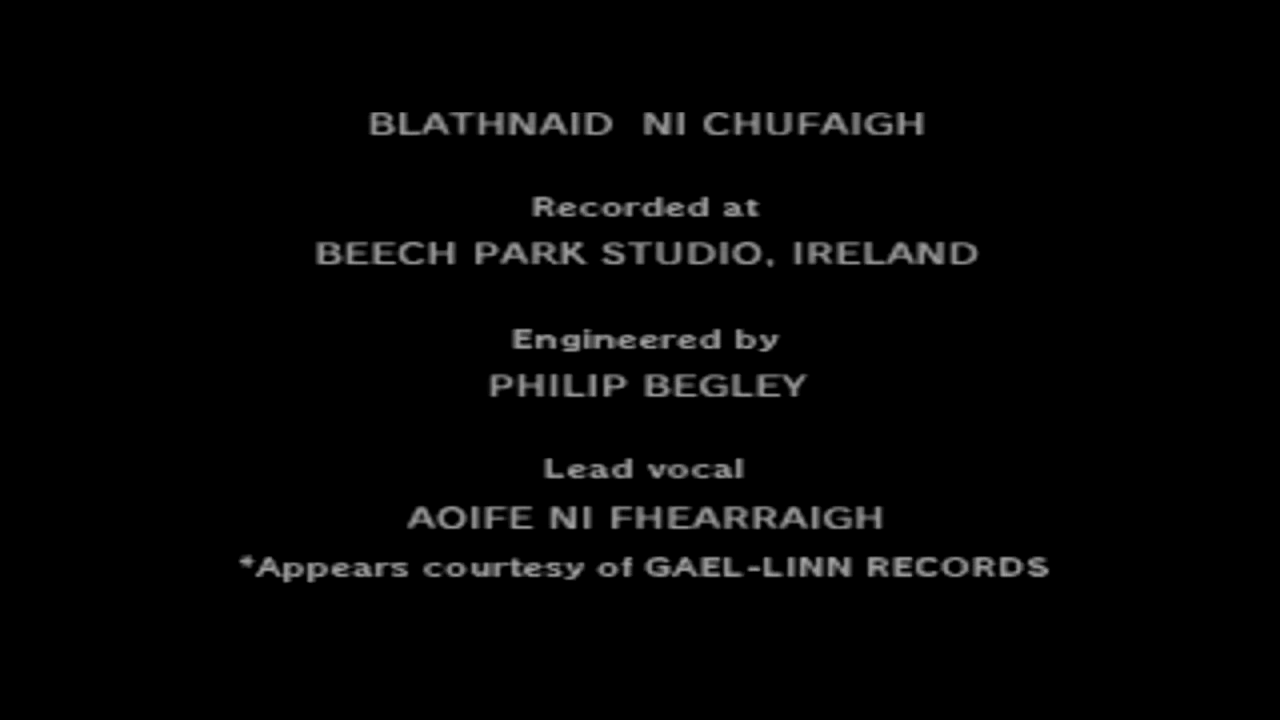 BLATHNAID NI CHUFAIGH
Recorded at
BEECH PARK STUDIO, IRELAND
Engineered by
PHILIP BEGLEY
Lead vocal
AOIFE NI FHEARRAIGH
*Appears courtesy of GAEL-LINN RECORDS